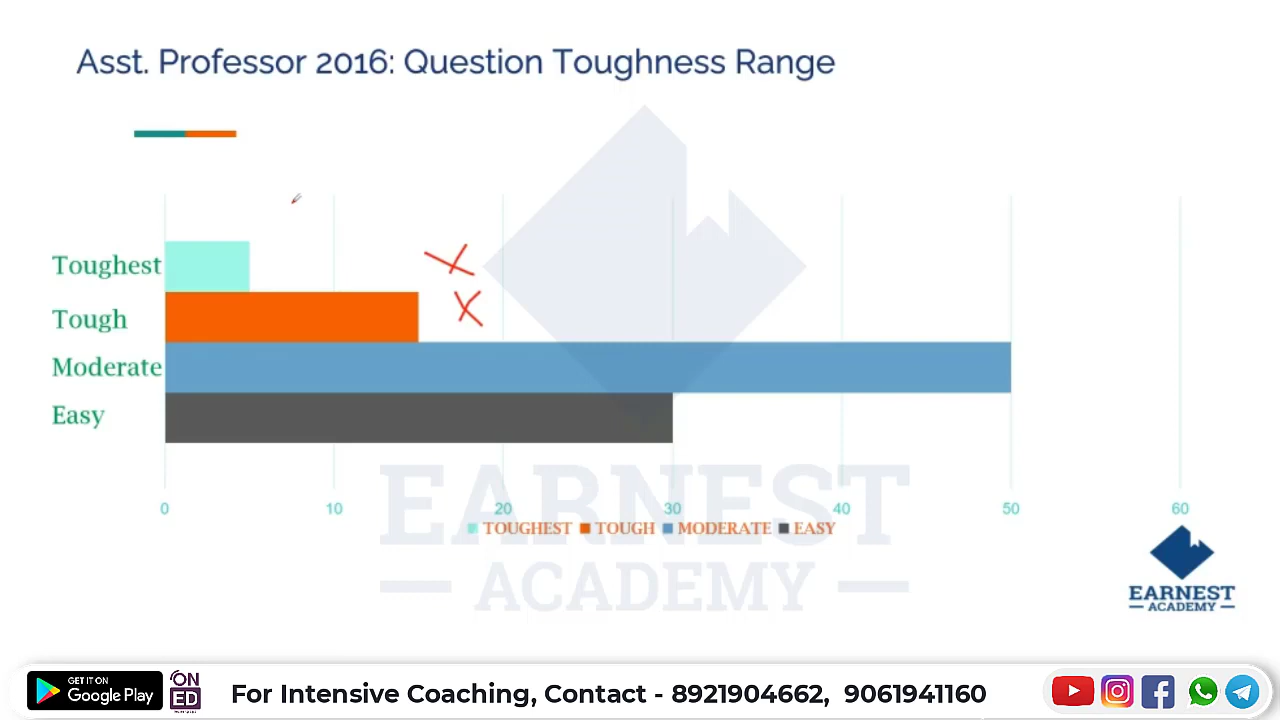 Asst. Professor 2016: Question Toughness Range
Toughest
Tough
Moderate
Easy
0 10 20 30 40 50 60
TOUGHEST TOUGH MODERATE EASY
EARNEST
ACADEMY
EARNEST
ACADEMY
GET IT ON
Google Play
ON
ED
For Intensive Coaching, Contact - 8921904662, 9061941160